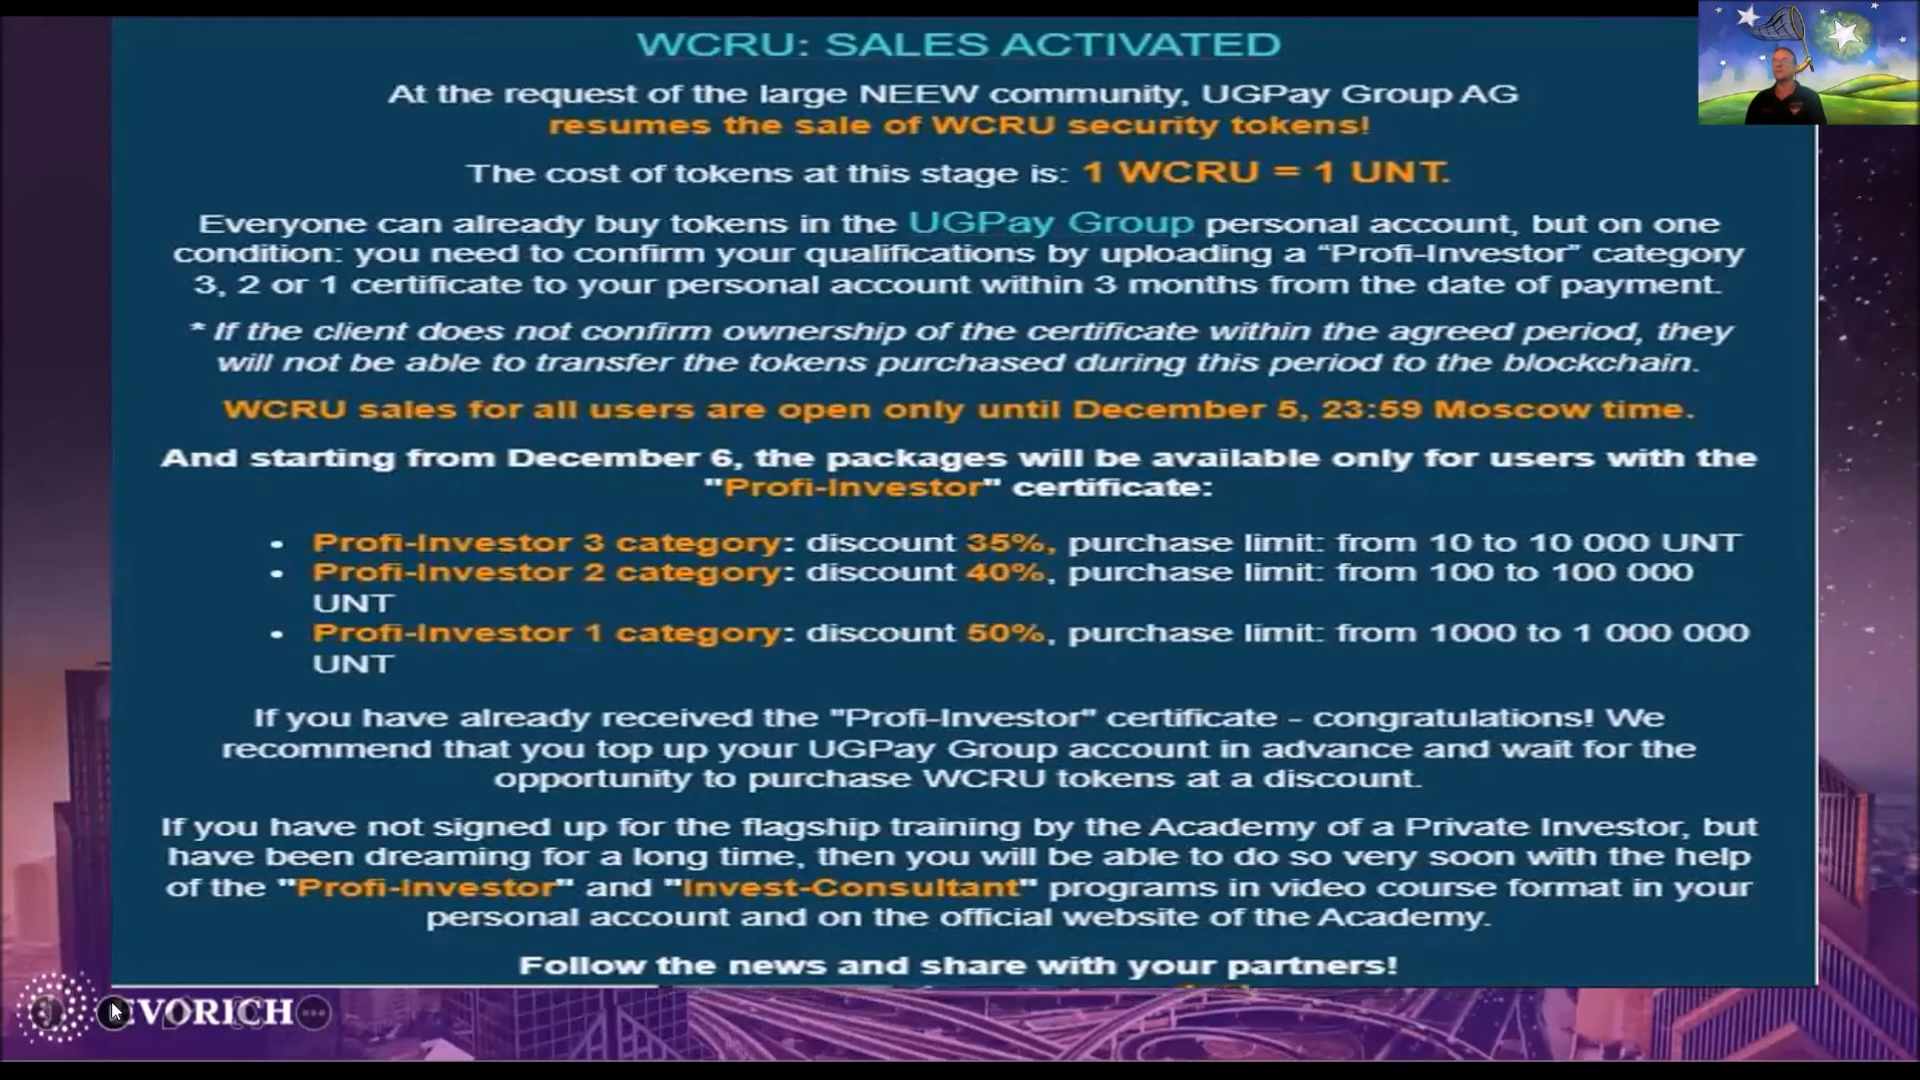 WCRU: SALES ACTIVATED
At the request of the large NEEW community, UGPay Group AG
resumes the sale of WCRU security tokens!
The cost of tokens at this stage is: 1 WCRU = 1 UNT.
Everyone can already buy tokens in the UGPay Group personal account, but on one
condition: you need to confirm your qualifications by uploading a “Profi-Investor” category
3, 2 or 1 certificate to your personal account within 3 months from the date of payment.
* If the client does not confirm ownership of the certificate within the agreed period, they
will not be able to transfer the tokens purchased during this period to the blockchain.
WCRU sales for all users are open only until December 5, 23:59 Moscow time.
And starting from December 6, the packages will be available only for users with the
"Profi-Investor" certificate:
• Profi-Investor 3 category: discount 35%, purchase limit: from 10 to 10 000 UNT
• Profi-Investor 2 category: discount 40%, purchase limit: from 100 to 100 000
UNT
• Profi-Investor 1 category: discount 50%, purchase limit: from 1000 to 1 000 000
UNT
If you have already received the "Profi-Investor" certificate - congratulations! We
recommend that you top up your UGPay Group account in advance and wait for the
opportunity to purchase WCRU tokens at a discount.
If you have not signed up for the flagship training by the Academy of a Private Investor, but
have been dreaming for a long time, then you will be able to do so very soon with the help
of the "Profi-Investor" and "Invest-Consultant" programs in video course format in your
personal account and on the official website of the Academy.
Follow the news and share with your partners!
EVORICH